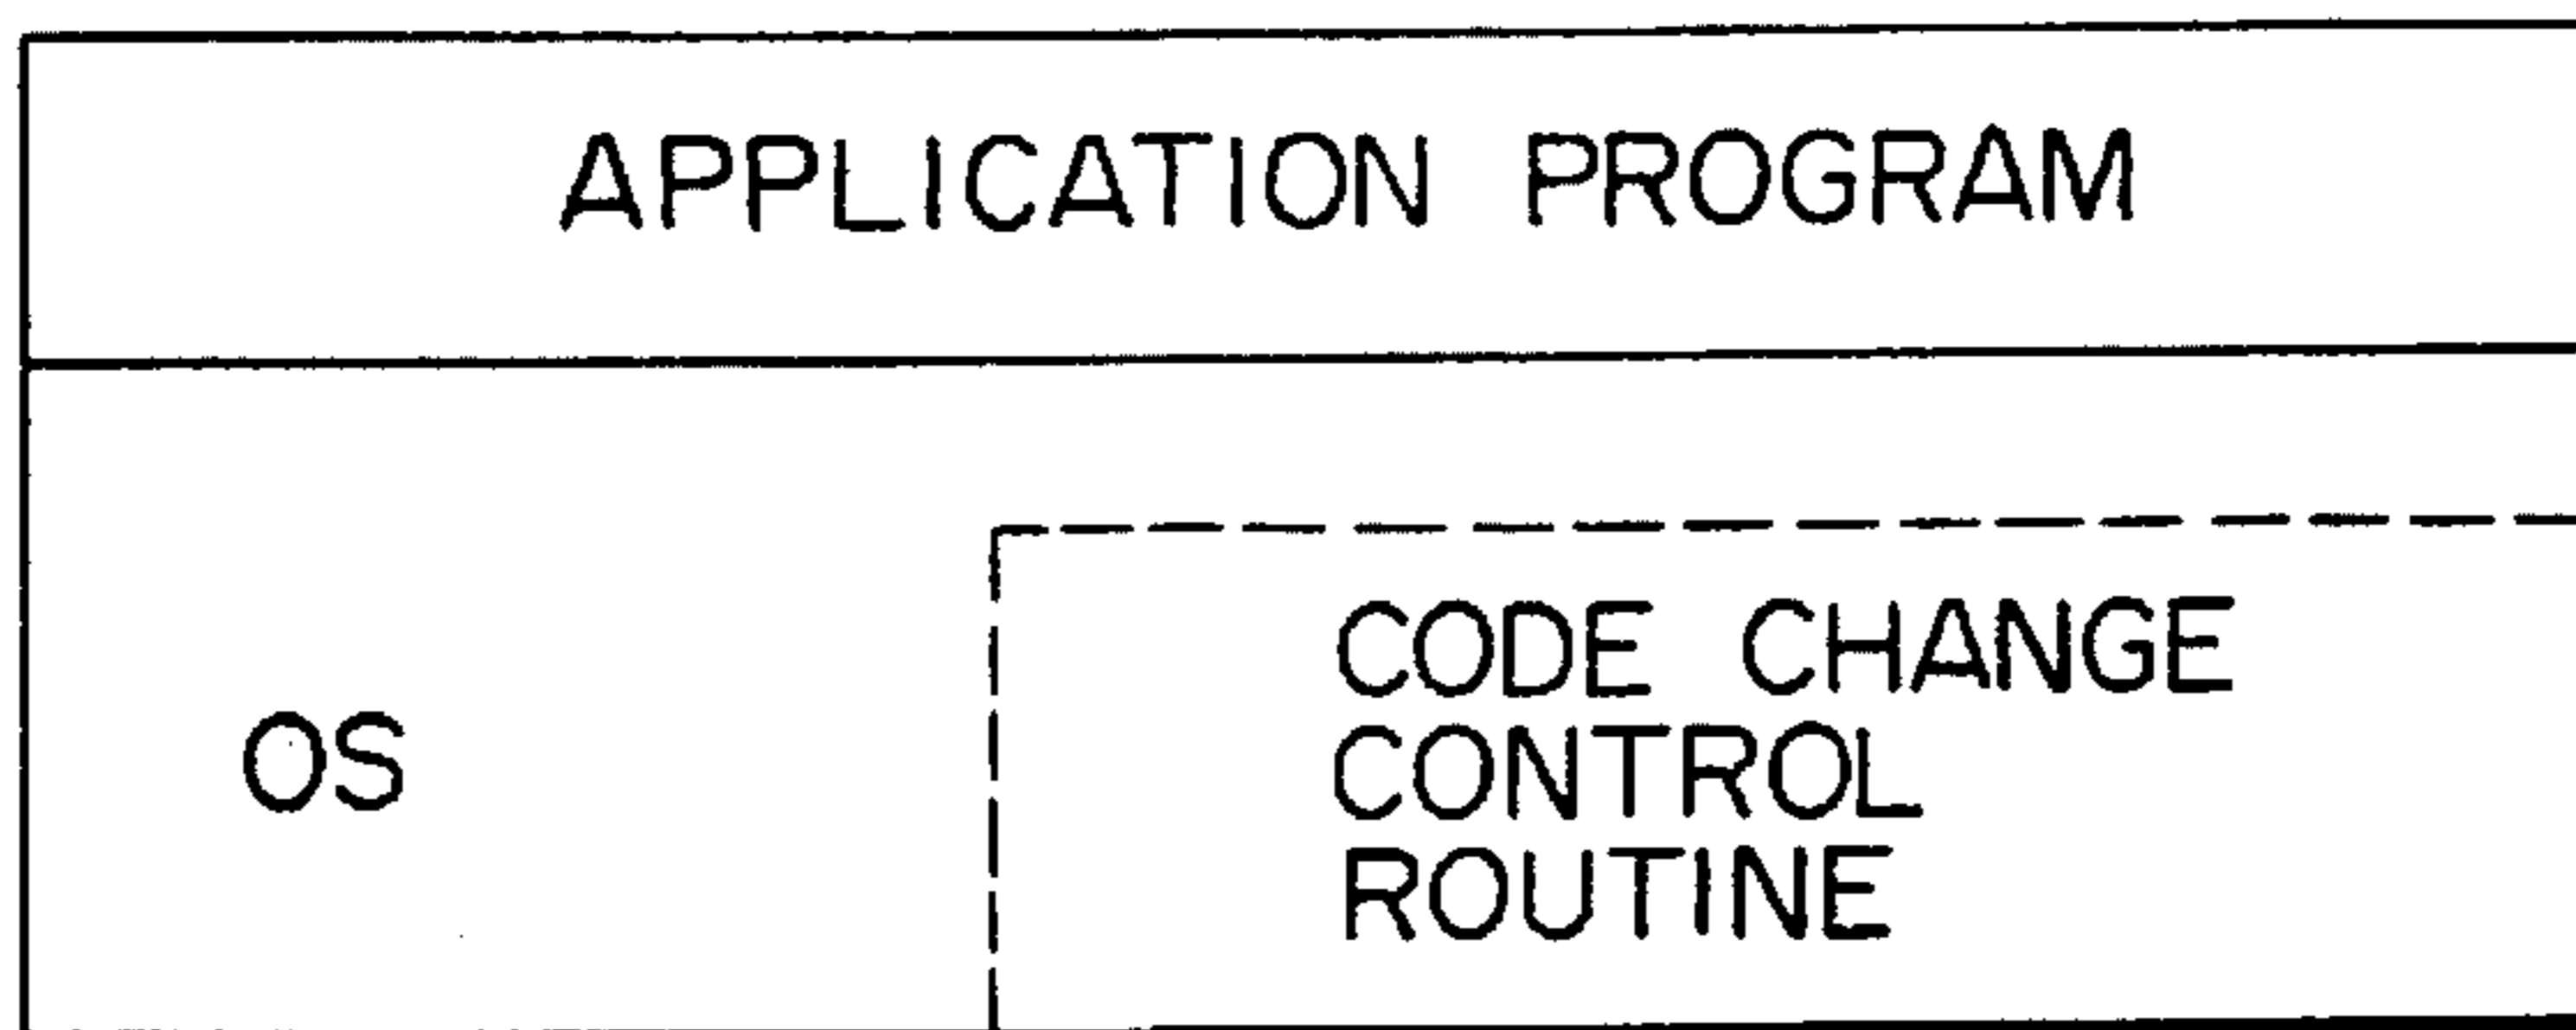 APPLICATION PROGRAM
OS
CODE CHANGE
CONTROL
ROUTINE